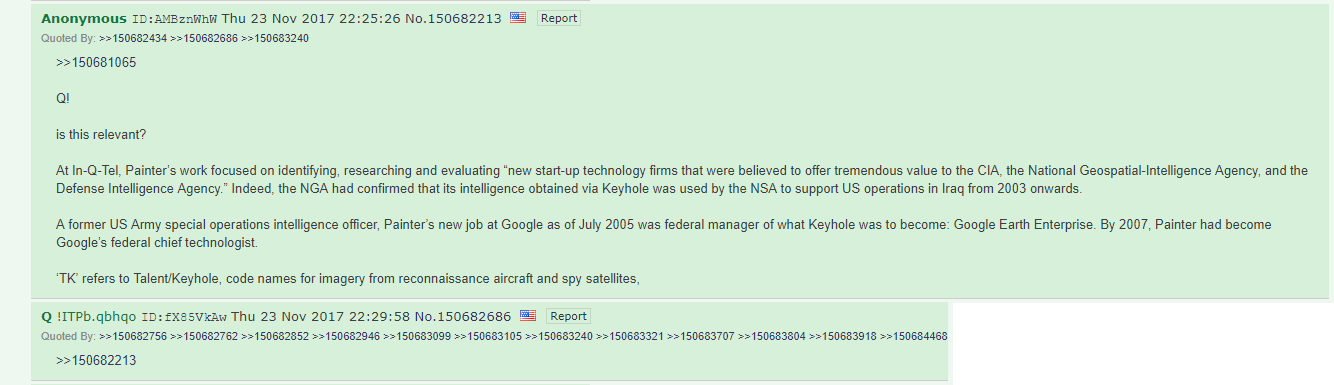 Anonymous ID:AMBznWhW Thu 23 Nov 2017 22:25:26 No.150682213 Report
Quoted By: >>150682434 >>150682686 >>150683240
>>150681065
Q!
is this relevant?
At In-Q-Tel, Painter’s work focused on identifying, researching and evaluating “new start-up technology firms that were believed to offer tremendous value to the CIA, the National Geospatial-Intelligence Agency, and the
Defense Intelligence Agency.” Indeed, the NGA had confirmed that its intelligence obtained via Keyhole was used by the NSA to support US operations in Iraq from 2003 onwards.
A former US Army special operations intelligence officer, Painter’s new job at Google as of July 2005 was federal manager of what Keyhole was to become: Google Earth Enterprise. By 2007, Painter had become
Google’s federal chief technologist.
‘TK’ refers to Talent/Keyhole, code names for imagery from reconnaissance aircraft and spy satellites,
Q !ITPb.qbhqo ID:fX85VkAw Thu 23 Nov 2017 22:29:58 No.150682686 Report
Quoted By: >>150682756 >>150682762 >>150682852 >>150682946 >>150683099 >>150683105 >>150683240 >>150683321 >>150683707 >>150683804 >>150683918 >>150684468
>>150682213